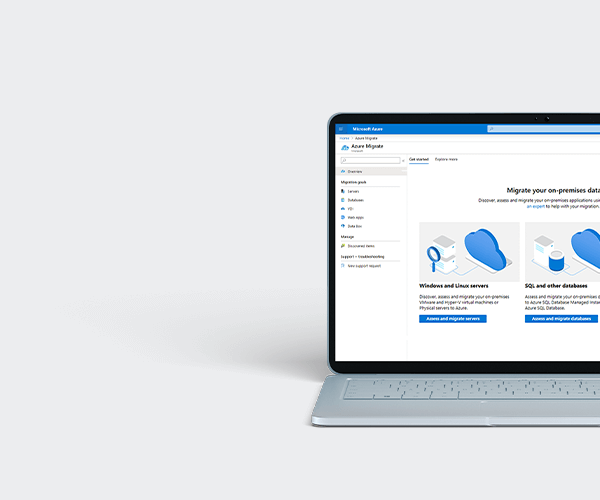 Microsoft Azure
Home > Azure Migrate
Azure Migrate
Microsoft
Get started
Explore more
Overview
Migration goals
Servers
Databases
VDI
Web apps
Data box
Manage
Discovered items
Support + troubleshooting
New support request
Migrate your on-premises data
Discover, assess and migrate your on-premises applications
an expert to help with your migration.
Windows and Linux servers
Discover, assess and migrate your on-premises
VMware and Hyper-V virtual machines or
Physical servers to Azure.
Assess and migrate servers
SQL and other databases
Assess and migrate your on-premises
to Azure SQL Database Managed
Azure SQL Database.
Assess and migrate databases